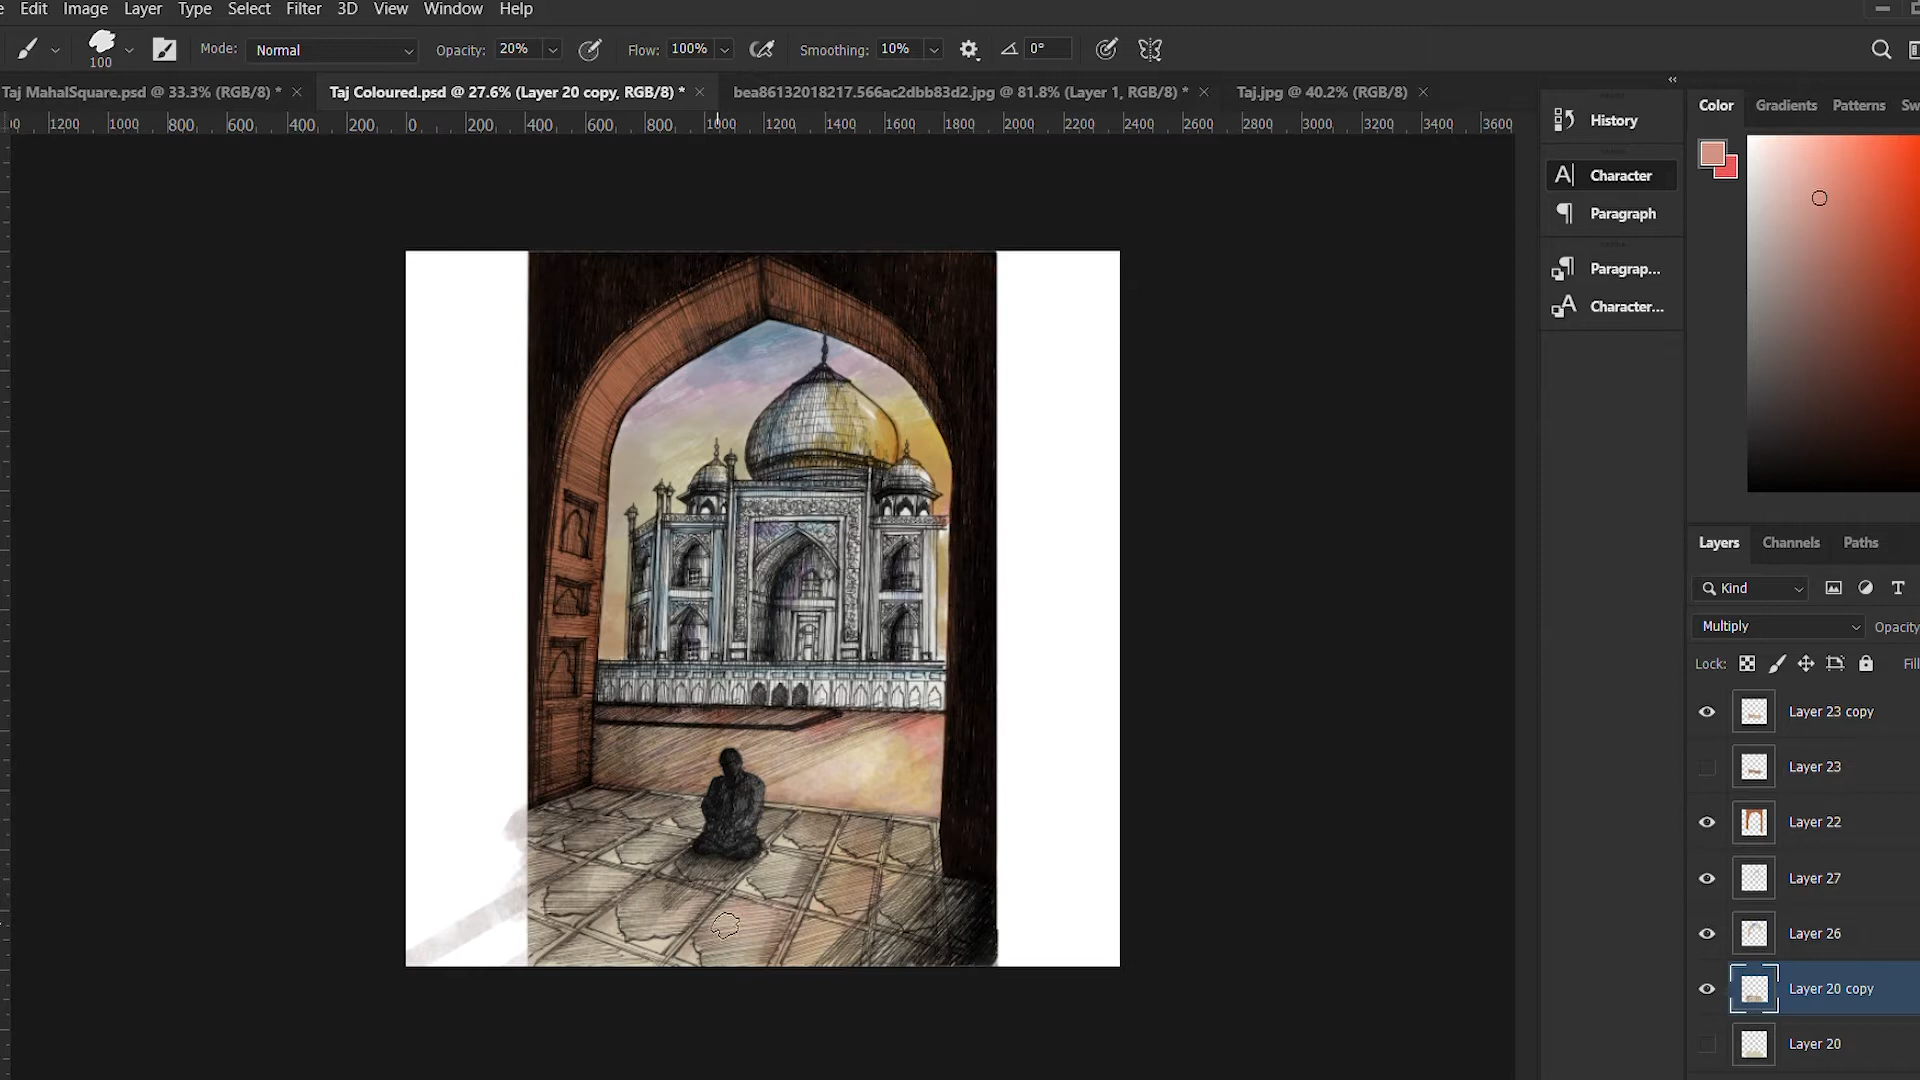 Edit Image Layer Type Select Filter 3D View Window Help
100 Mode: Normal Opacity: 20% Flow: 100% Smoothing: 10% 0°
Taj MahalSquare.psd @ 33.3% (RGB/8) * Taj Coloured.psd @ 27.6% (Layer 20 copy, RGB/8) * bea86132018217.566ac2dbb83d2.jpg @ 81.8% (Layer 1, RGB/8) * Taj.jpg @ 40.2% (RGB/8)
1200 1000 800 600 400 200 0 200 400 600 800 1000 1200 1400 1600 1800 2000 2200 2400 2600 2800 3000 3200 3400 3600
History
Character
Paragraph
Paragrap...
Character...
Color Gradients Patterns Sw
Layers Channels Paths
Kind
Multiply Opacity
Lock: Fill
Layer 23 copy
Layer 23
Layer 22
Layer 27
Layer 26
Layer 20 copy
Layer 20